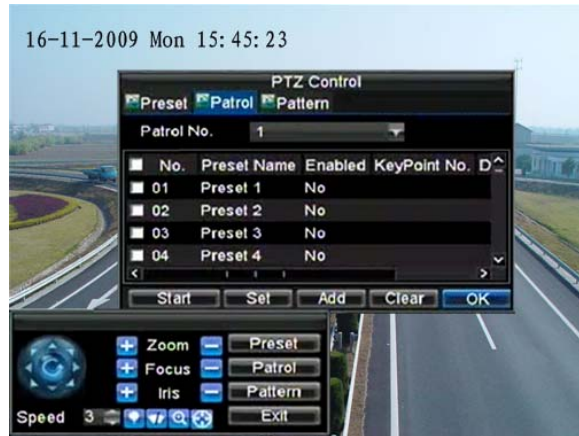 16-11-2009 Mon 15:45:23
PTZ Control
Preset Patrol Pattern
Patrol No. 1
No. Preset Name Enabled KeyPoint No. D
01 Preset 1 No
02 Preset 2 No
03 Preset 3 No
04 Preset 4 No
Start Set Add Clear OK
Zoom Preset
Focus Patrol
Iris Pattern
Speed 3 Exit